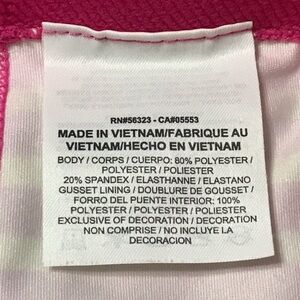 RN#56323 - CA#05553
MADE IN VIETNAM/FABRIQUE AU
VIETNAM/HECHO EN VIETNAM
BODY / CORPS / CUERPO: 80% POLYESTER /
POLYESTER / POLIESTER
20% SPANDEX / ELASTHANNE / ELASTANO
GUSSET LINING / DOUBLURE DE GOUSSET /
FORRO DEL PUENTE INTERIOR: 100%
POLYESTER / POLYESTER / POLIESTER
EXCLUSIVE OF DECORATION / DECORATION
NON COMPRISE / NO INCLUYE LA
DECORACION